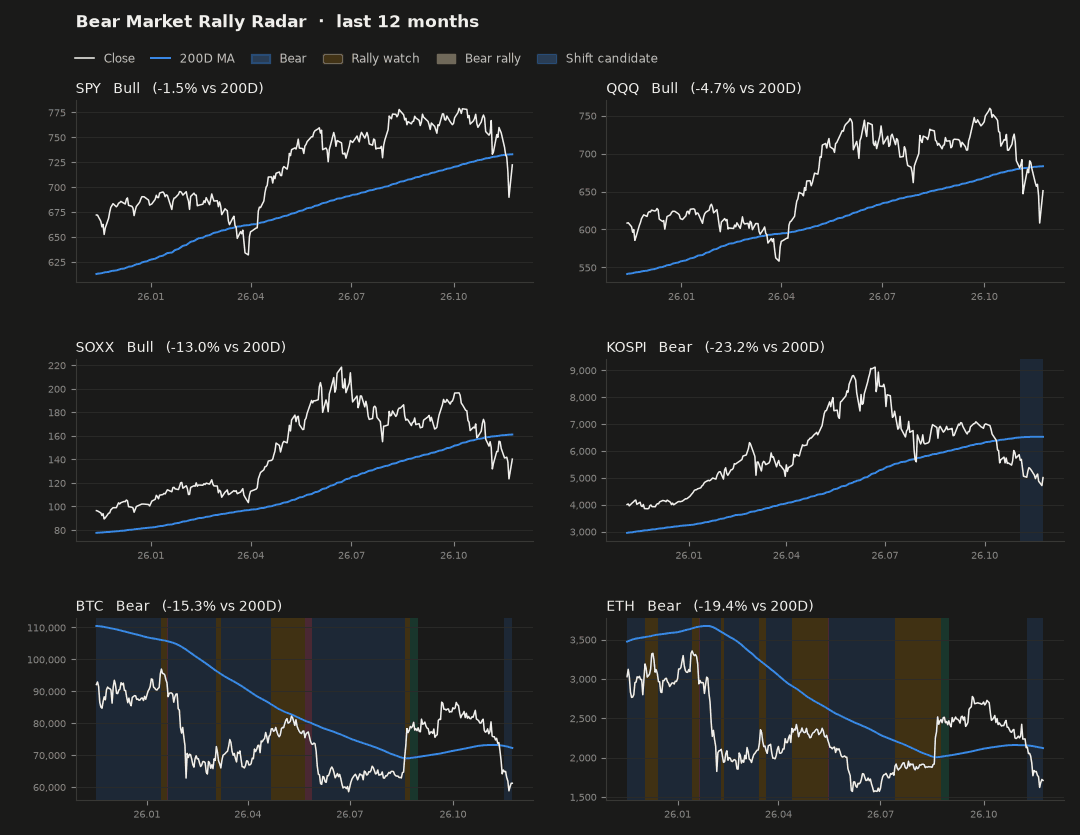 Bear Market Rally Radar · last 12 months
Close 200D MA Bear Rally watch Bear rally Shift candidate
SPY Bull (-1.5% vs 200D)
775
750
725
700
675
650
625
26.01 26.04 26.07 26.10
QQQ Bull (-4.7% vs 200D)
750
700
650
600
550
26.01 26.04 26.07 26.10
SOXX Bull (-13.0% vs 200D)
220
200
180
160
140
120
100
80
26.01 26.04 26.07 26.10
KOSPI Bear (-23.2% vs 200D)
9,000
8,000
7,000
6,000
5,000
4,000
3,000
26.01 26.04 26.07 26.10
BTC Bear (-15.3% vs 200D)
110,000
100,000
90,000
80,000
70,000
60,000
26.01 26.04 26.07 26.10
ETH Bear (-19.4% vs 200D)
3,500
3,000
2,500
2,000
1,500
26.01 26.04 26.07 26.10